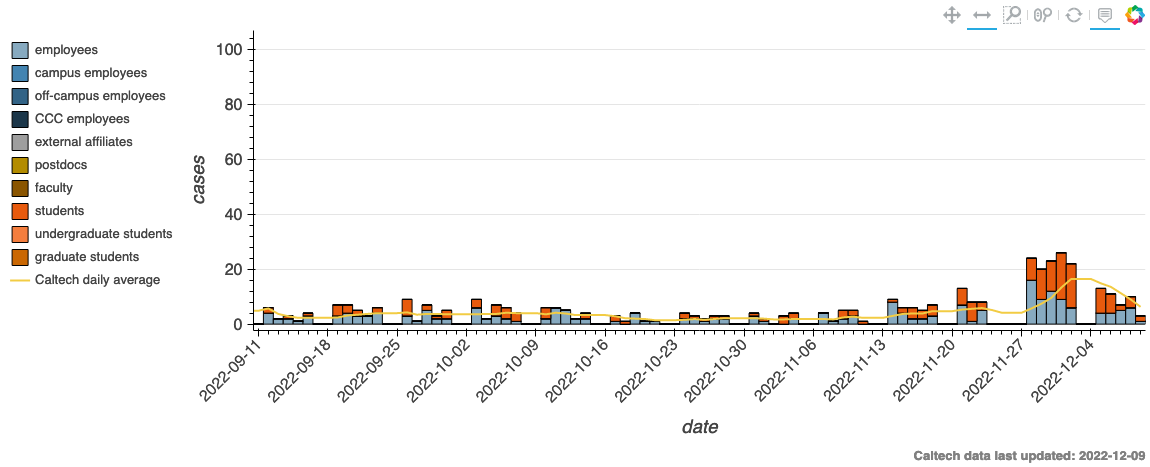 employees
campus employees
off-campus employees
CCC employees
external affiliates
postdocs
faculty
students
undergraduate students
graduate students
Caltech daily average
cases
100
80
60
40
20
0
2022-09-11
2022-09-18
2022-09-25
2022-10-02
2022-10-09
2022-10-16
2022-10-23
2022-10-30
2022-11-06
2022-11-13
2022-11-20
2022-11-27
2022-12-04
date
Caltech data last updated: 2022-12-09